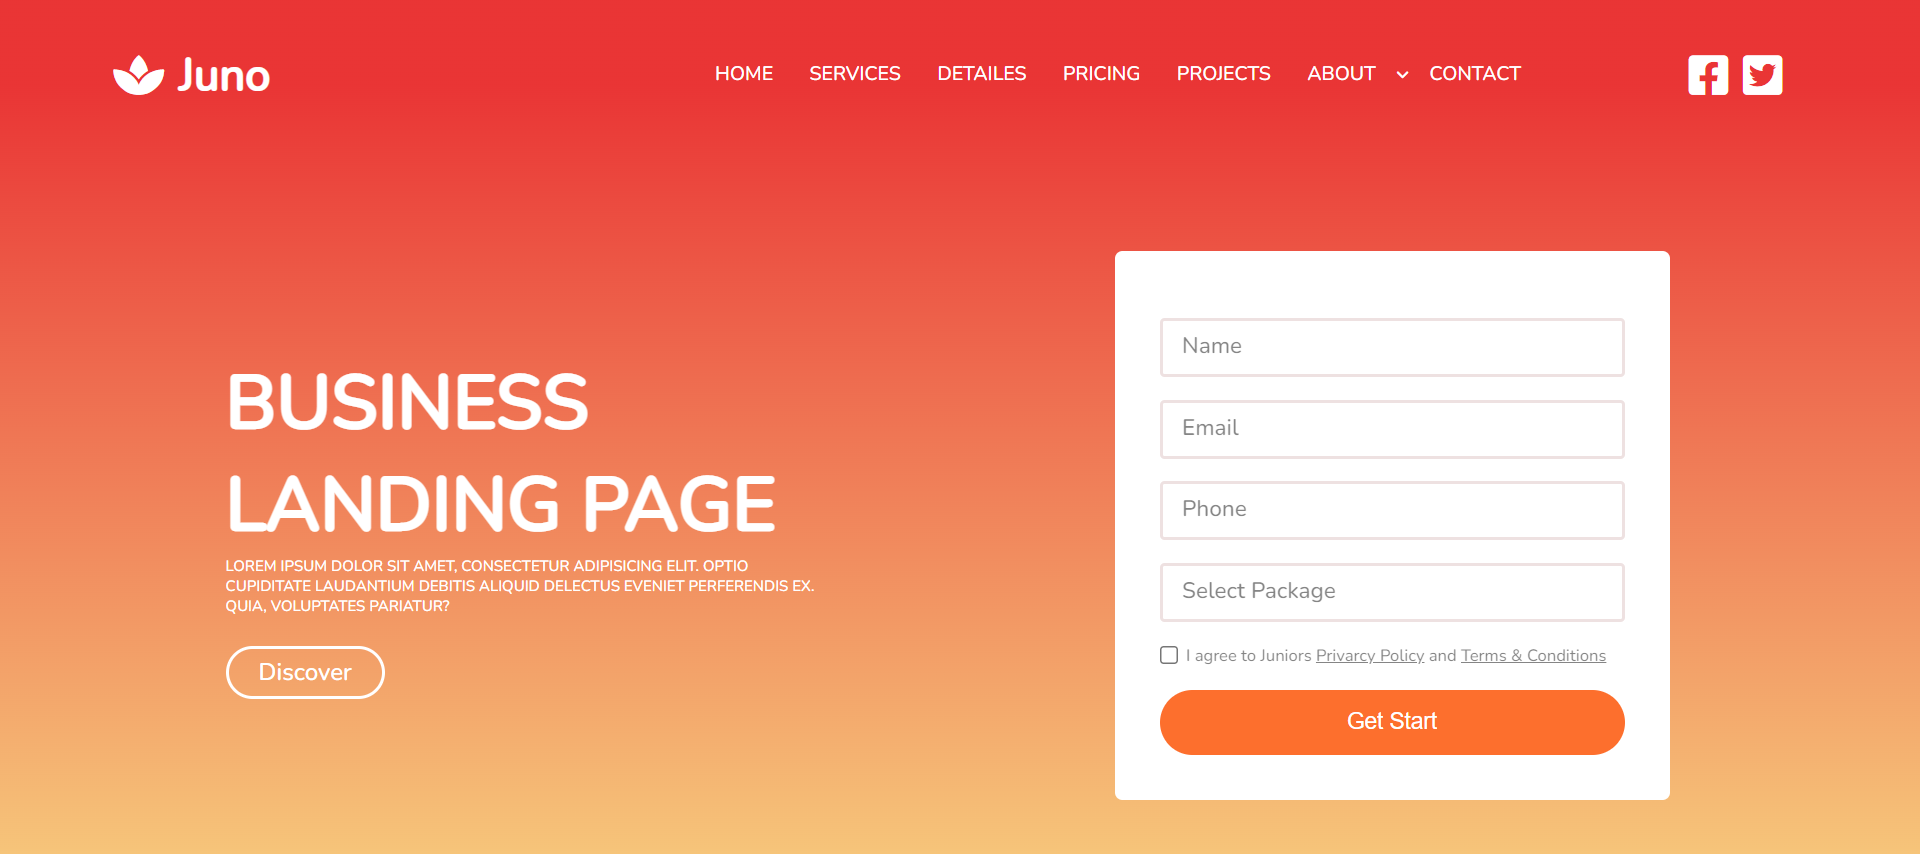 Juno
HOME SERVICES DETAILES PRICING PROJECTS ABOUT CONTACT
BUSINESS
LANDING PAGE
LOREM IPSUM DOLOR SIT AMET, CONSECTETUR ADIPISICING ELIT. OPTIO
CUPIDITATE LAUDANTIUM DEBITIS ALIQUID DELECTUS EVENIET PERFERENDIS EX.
QUIA, VOLUPTATES PARIATUR?
Discover
Name
Email
Phone
Select Package
I agree to Juniors Privarcy Policy and Terms & Conditions
Get Start